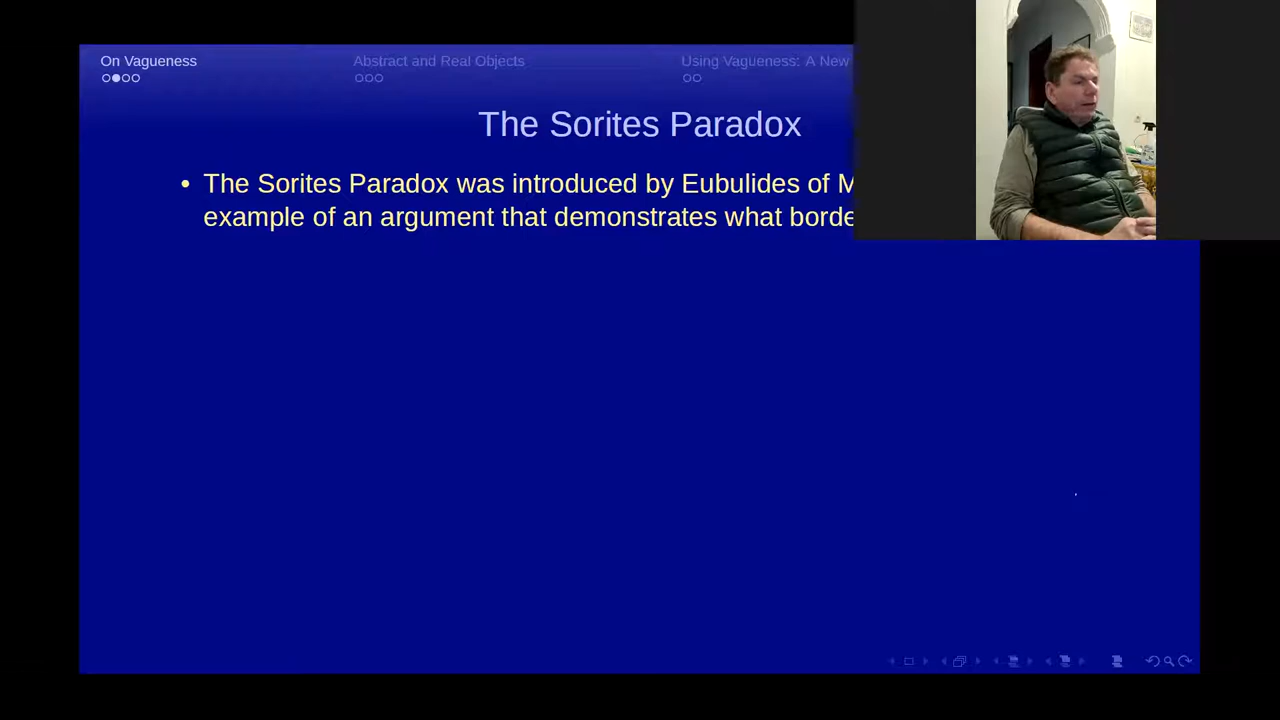 On Vagueness
Abstract and Real Objects
Using Vagueness: A New
The Sorites Paradox
• The Sorites Paradox was introduced by Eubulides of M
example of an argument that demonstrates what borde